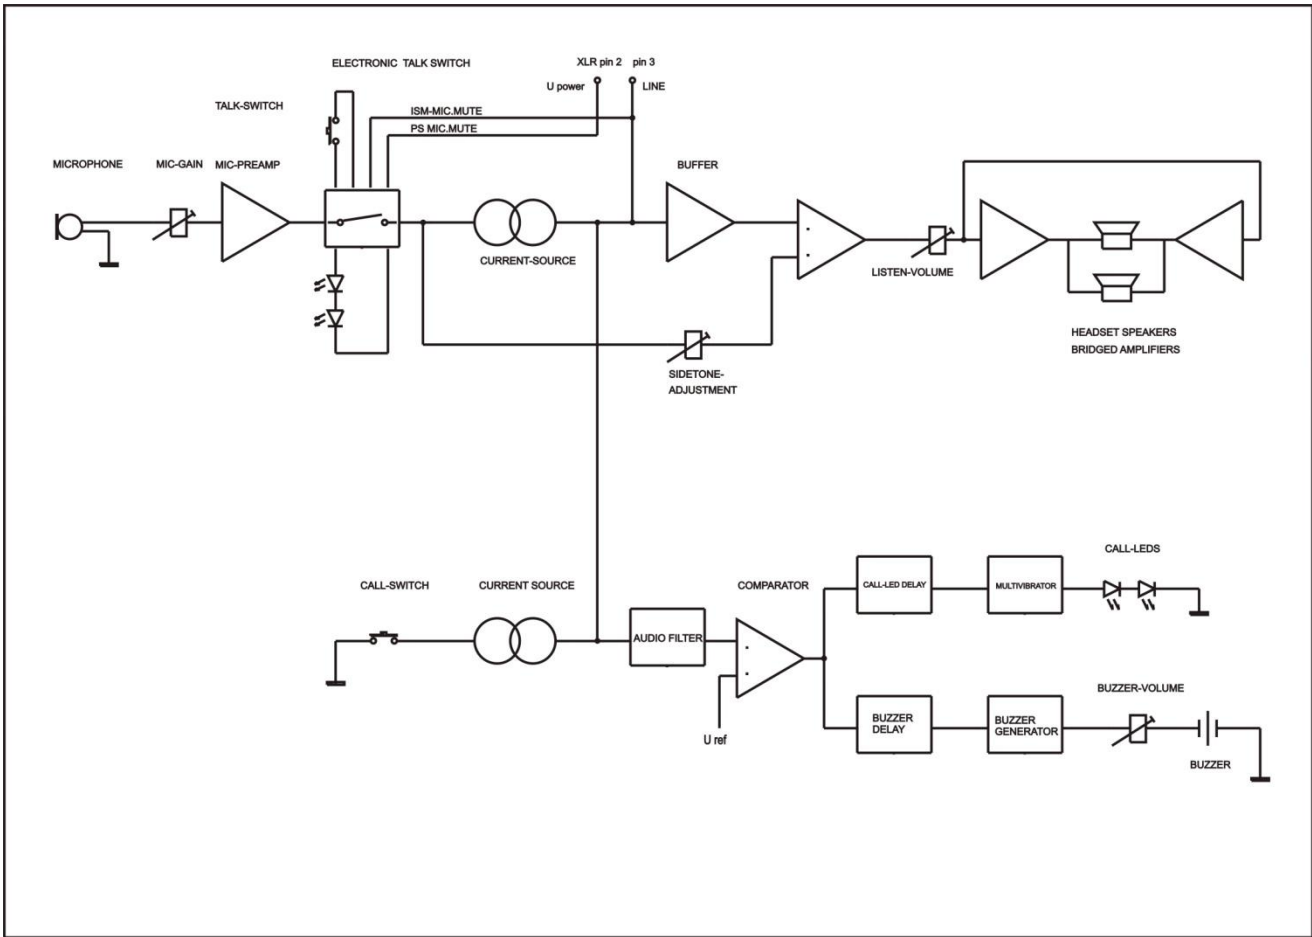 ELECTRONIC TALK SWITCH
XLR pin 2 pin 3
U power
LINE
TALK-SWITCH
ISM-MIC.MUTE
PS MIC.MUTE
MICROPHONE
MIC-GAIN
MIC-PREAMP
BUFFER
CURRENT-SOURCE
LISTEN-VOLUME
HEADSET SPEAKERS
BRIDGED AMPLIFIERS
SIDETONE-
ADJUSTMENT
CALL-SWITCH
CURRENT SOURCE
COMPARATOR
CALL-LEDS
CALL-LED DELAY
MULTIVIBRATOR
AUDIO FILTER
U ref
BUZZER
DELAY
BUZZER
GENERATOR
BUZZER-VOLUME
BUZZER